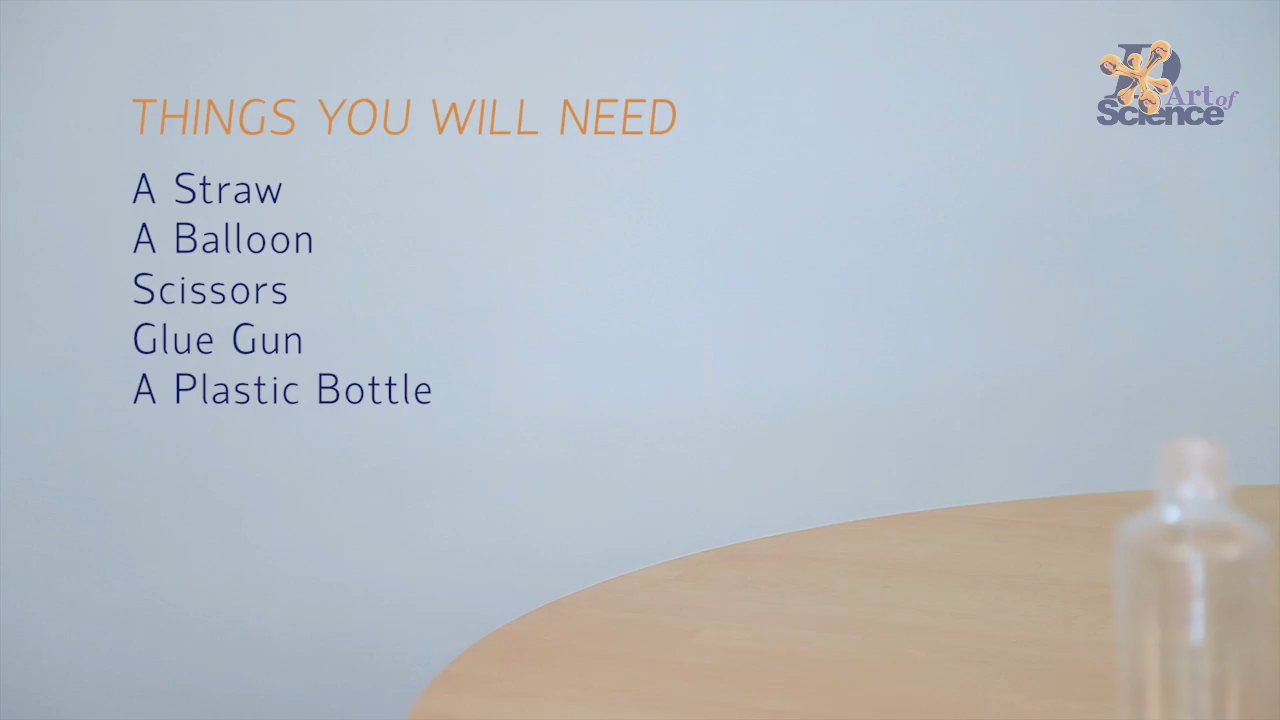 THINGS YOU WILL NEED
A Straw
A Balloon
Scissors
Glue Gun
A Plastic Bottle
Art of
Science